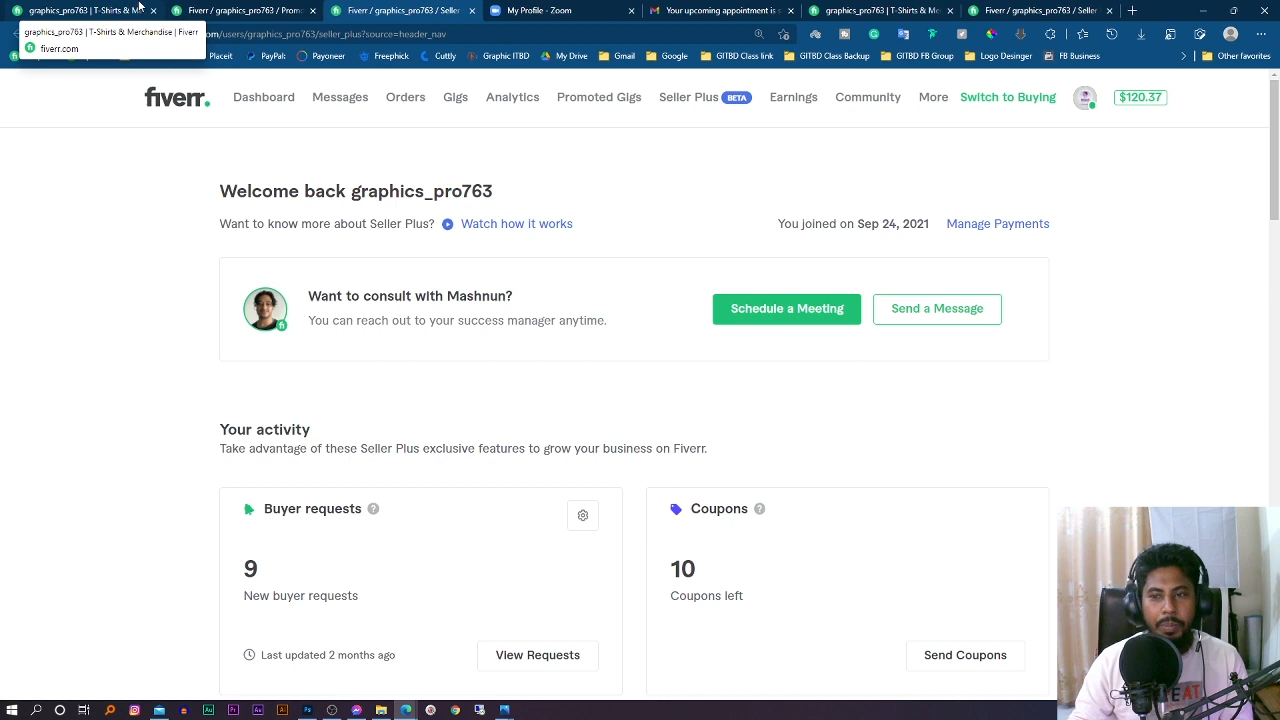 graphics_pro763 | T-Shirts & M
Fiverr / graphics_pro763 / Promo
Fiverr / graphics_pro763 / Seller
My Profile - Zoom
Your upcoming appointment is s
graphics_pro763 | T-Shirts & M
Fiverr / graphics_pro763 / Seller
graphics_pro763 | T-Shirts & Merchandise | Fiverr
fiverr.com
.com/users/graphics_pro763/seller_plus?source=header_nav
Placeit
PayPal:
Payoneer
Freephick
Cuttly
Graphic ITBD
My Drive
Gmail
Google
GITBD Class link
GITBD Class Backup
GITBD FB Group
Logo Desinger
FB Business
Other favorites
fiverr.
Dashboard
Messages
Orders
Gigs
Analytics
Promoted Gigs
Seller Plus BETA
Earnings
Community
More
Switch to Buying
$120.37
Welcome back graphics_pro763
Want to know more about Seller Plus? Watch how it works
You joined on Sep 24, 2021
Manage Payments
Want to consult with Mashnun?
You can reach out to your success manager anytime.
Schedule a Meeting
Send a Message
Your activity
Take advantage of these Seller Plus exclusive features to grow your business on Fiverr.
Buyer requests
9
New buyer requests
Last updated 2 months ago
View Requests
Coupons
10
Coupons left
Send Coupons